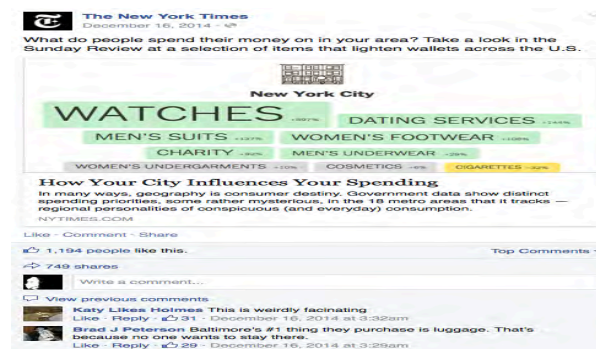 The New York Times
December 16, 2014 ·
What do people spend their money on in your area? Take a look in the
Sunday Review at a selection of items that lighten wallets across the U.S.
New York City
WATCHES DATING SERVICES
MEN'S SUITS WOMEN'S FOOTWEAR
CHARITY MEN'S UNDERWEAR
WOMEN'S UNDERGARMENTS COSMETICS CIGARETTES
How Your City Influences Your Spending
In many ways, geography is consumer destiny. Government data show distinct
spending priorities, some rather mysterious, in the 18 metro areas that it tracks —
regional personalities of conspicuous (and everyday) consumption.
NYTIMES.COM
Like · Comment · Share
1,194 people like this. Top Comments
749 shares
Write a comment...
View previous comments
Katy Likes Holmes This is weirdly facinating
Like · Reply · 31 · December 16, 2014 at 3:32am
Brad J Peterson Baltimore's #1 thing they purchase is luggage. That's
because no one wants to stay there.
Like · Reply · 29 · December 16, 2014 at 3:29am